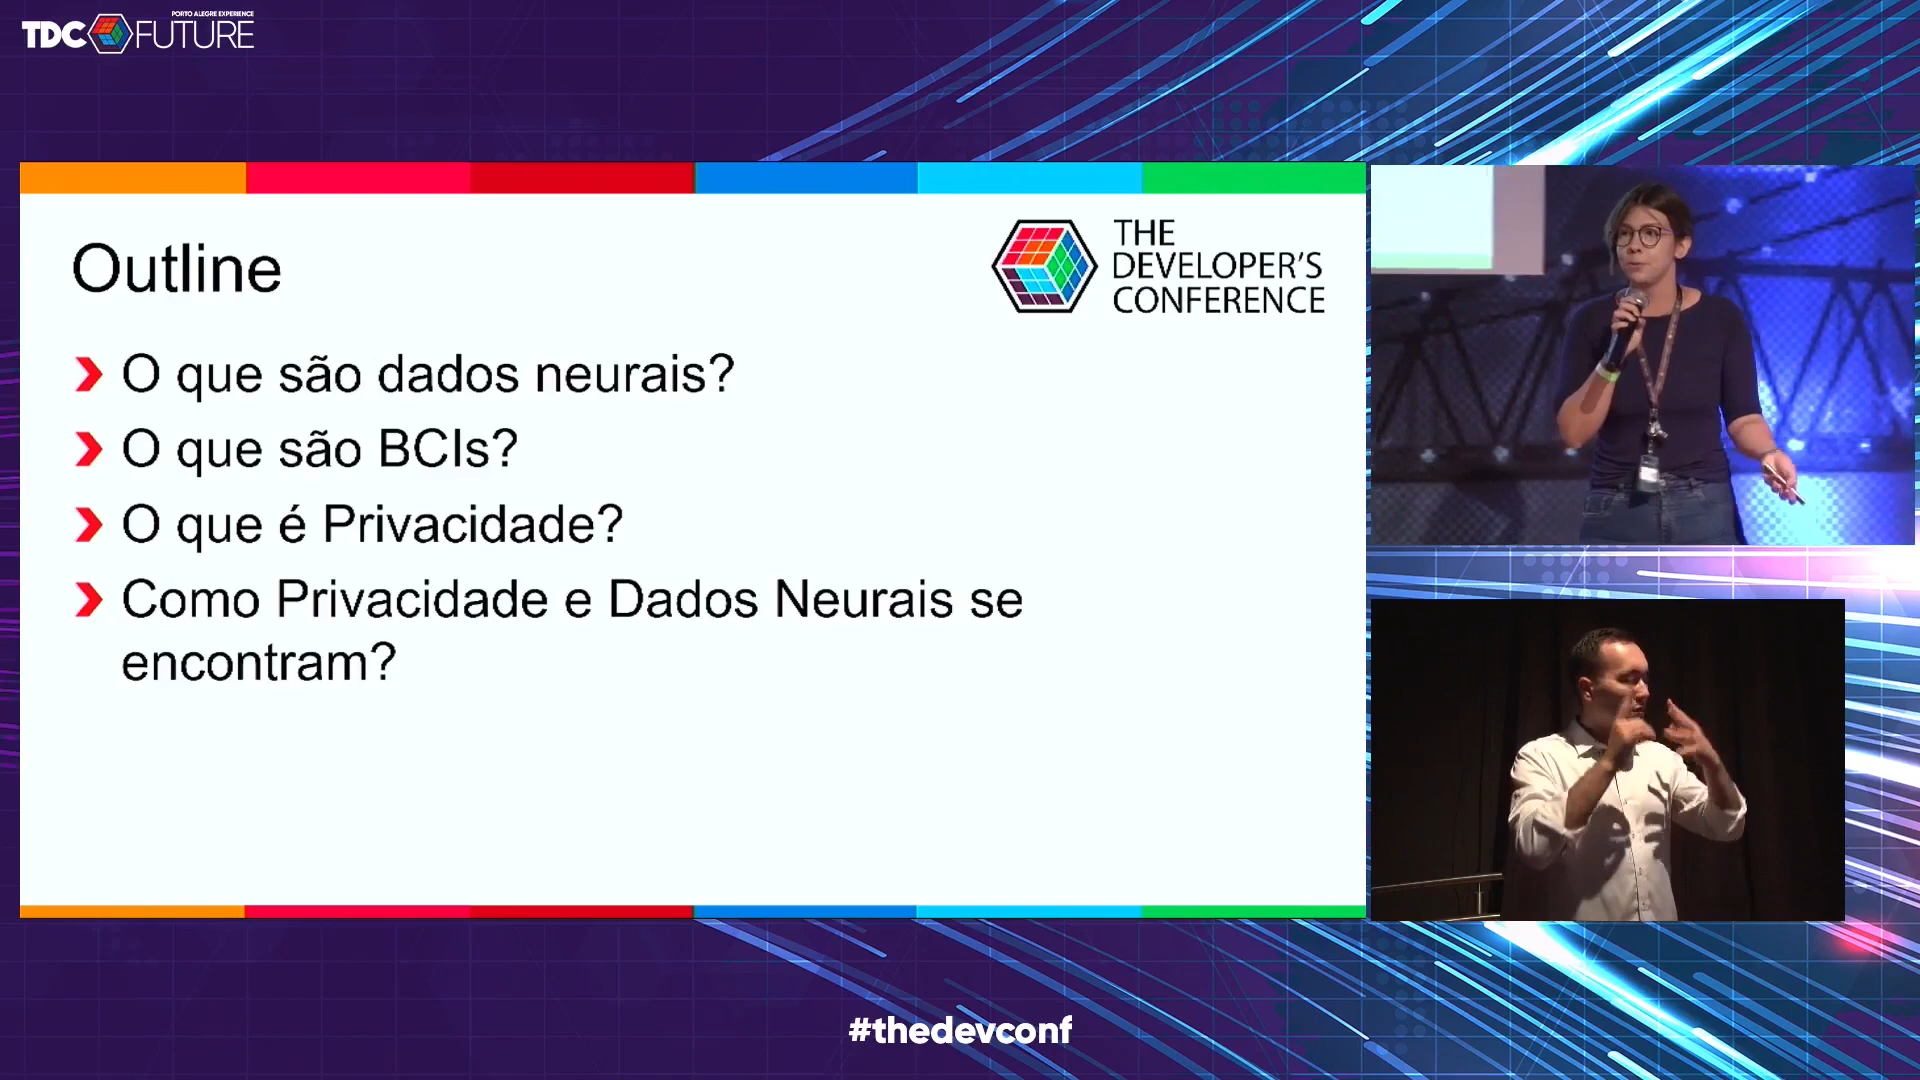 PORTO ALEGRE EXPERIENCE
TDC FUTURE
Outline
THE
DEVELOPER'S
CONFERENCE
O que são dados neurais?
O que são BCIs?
O que é Privacidade?
Como Privacidade e Dados Neurais se
encontram?
#thedevconf